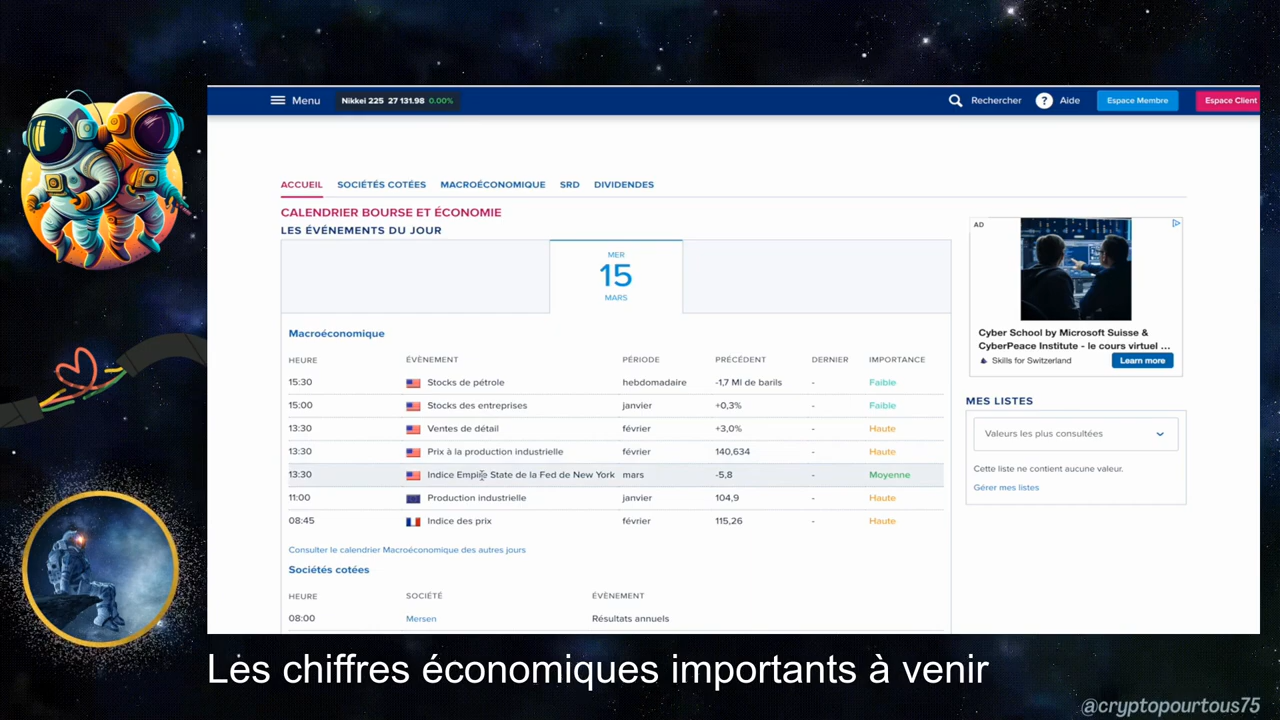 Menu
Nikkei 225 27 131.98 0.00%
Rechercher
? Aide
Espace Membre
Espace Client
ACCUEIL SOCIÉTÉS COTÉES MACROÉCONOMIQUE SRD DIVIDENDES
CALENDRIER BOURSE ET ÉCONOMIE
LES ÉVÉNEMENTS DU JOUR
MER
15
MARS
Macroéconomique
HEURE ÉVÈNEMENT PÉRIODE PRÉCÉDENT DERNIER IMPORTANCE
15:30 Stocks de pétrole hebdomadaire -1,7 Ml de barils - Faible
15:00 Stocks des entreprises janvier +0,3% - Faible
13:30 Ventes de détail février +3,0% - Haute
13:30 Prix à la production industrielle février 140,634 - Haute
13:30 Indice Empire State de la Fed de New York mars -5,8 - Moyenne
11:00 Production industrielle janvier 104,9 - Haute
08:45 Indice des prix février 115,26 - Haute
Consulter le calendrier Macroéconomique des autres jours
Sociétés cotées
HEURE SOCIÉTÉ ÉVÈNEMENT
08:00 Mersen Résultats annuels
AD
Cyber School by Microsoft Suisse &
CyberPeace Institute - le cours virtuel ...
Skills for Switzerland Learn more
MES LISTES
Valeurs les plus consultées
Cette liste ne contient aucune valeur.
Gérer mes listes
Les chiffres économiques importants à venir
@cryptopourtous75